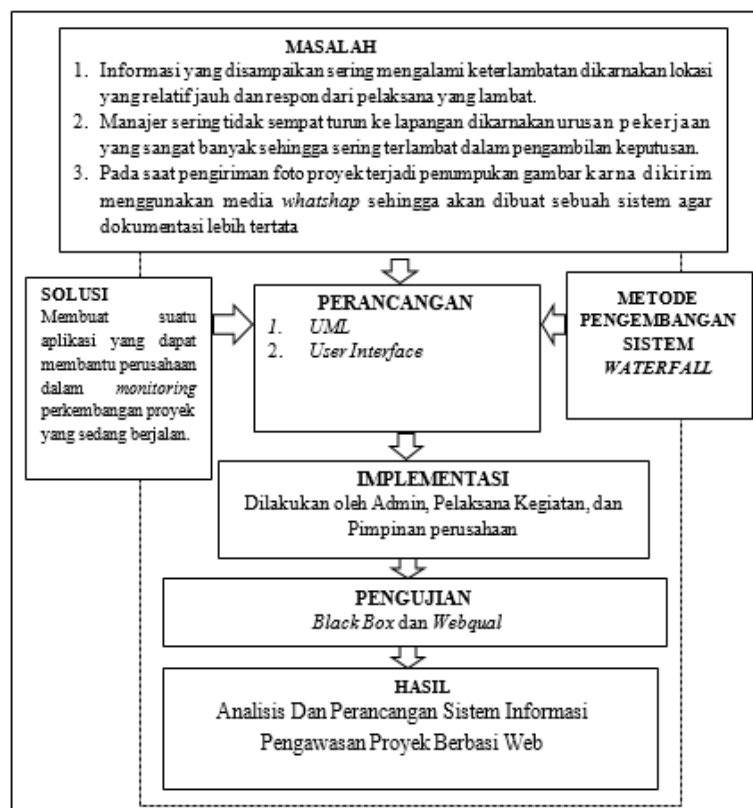 MASALAH
1. Informasi yang disampaikan sering mengalami keterlambatan dikarnakan lokasi
yang relatif jauh dan respon dari pelaksana yang lambat.
2. Manajer sering tidak sempat turun ke lapangan dikarnakan urusan pekerjaan
yang sangat banyak sehingga sering terlambat dalam pengambilan keputusan.
3. Pada saat pengiriman foto proyek terjadi penumpukan gambar karna dikirim
menggunakan media whatshap sehingga akan dibuat sebuah sistem agar
dokumentasi lebih tertata
SOLUSI
Membuat suatu
aplikasi yang dapat
membantu perusahaan
dalam monitoring
perkembangan proyek
yang sedang berjalan.
PERANCANGAN
1. UML
2. User Interface
METODE
PENGEMBANGAN
SISTEM
WATERFALL
IMPLEMENTASI
Dilakukan oleh Admin, Pelaksana Kegiatan, dan
Pimpinan perusahaan
PENGUJIAN
Black Box dan Webqual
HASIL
Analisis Dan Perancangan Sistem Informasi
Pengawasan Proyek Berbasi Web